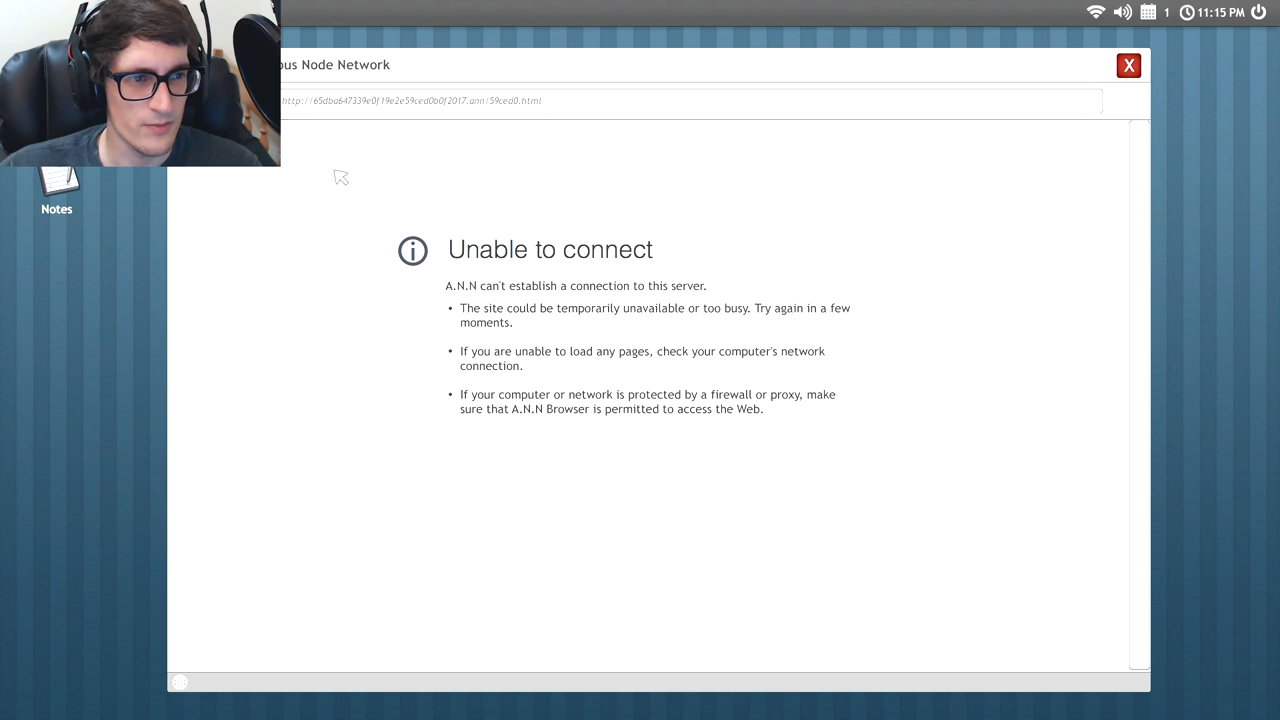 1 11:15 PM
ous Node Network
X
http://65dba647339e0f19e2e59ced0b0f2017.ann/59ced0.html
Notes
Unable to connect
A.N.N can't establish a connection to this server.
• The site could be temporarily unavailable or too busy. Try again in a few
moments.
• If you are unable to load any pages, check your computer's network
connection.
• If your computer or network is protected by a firewall or proxy, make
sure that A.N.N Browser is permitted to access the Web.